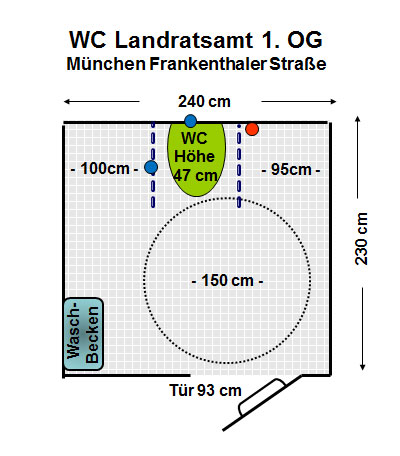 WC Landratsamt 1. OG
München Frankenthaler Straße
240 cm
WC
Höhe
47 cm
- 100cm -
- 95cm-
230 cm
- 150 cm -
Wasch-
Becken
Tür 93 cm